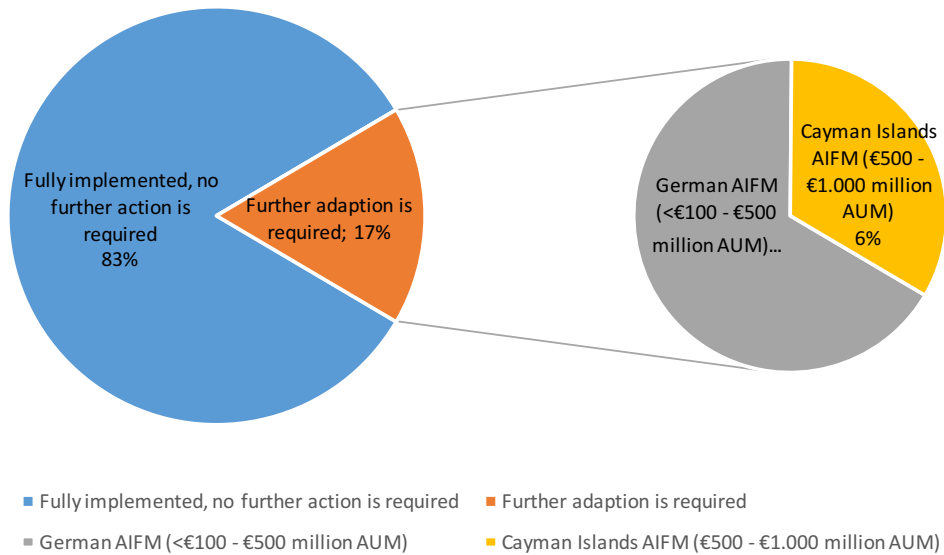 Fully implemented, no
further action is
required
83%
Further adaption is
required; 17%
German AIFM
(<€100 - €500
million AUM)...
Cayman Islands
AIFM (€500 -
€1.000 million
AUM)
6%
Fully implemented, no further action is required
Further adaption is required
German AIFM (<€100 - €500 million AUM)
Cayman Islands AIFM (€500 - €1.000 million AUM)